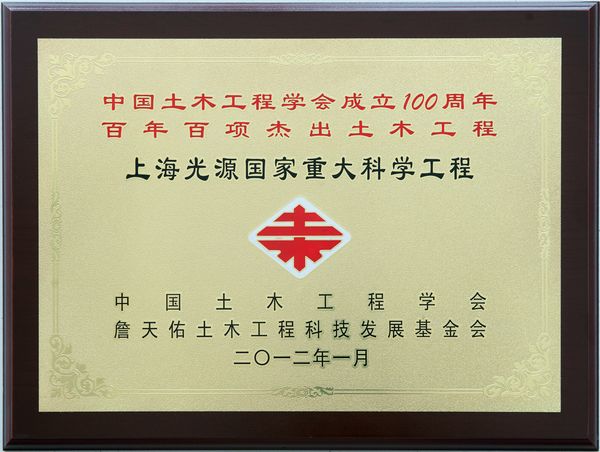 中国土木工程学会成立100周年
百年百项杰出土木工程
上海光源国家重大科学工程
中国土木工程学会
詹天佑土木工程科技发展基金会
二〇一二年一月